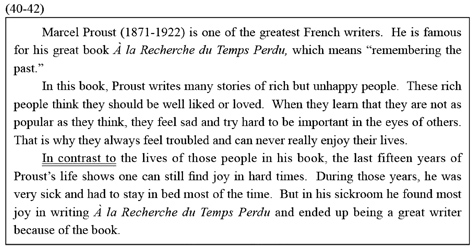 (40-42)
Marcel Proust (1871-1922) is one of the greatest French writers. He is famous
for his great book À la Recherche du Temps Perdu, which means “remembering the
past.”
In this book, Proust writes many stories of rich but unhappy people. These rich
people think they should be well liked or loved. When they learn that they are not as
popular as they think, they feel sad and try hard to be important in the eyes of others.
That is why they always feel troubled and can never really enjoy their lives.
In contrast to the lives of those people in his book, the last fifteen years of
Proust’s life shows one can still find joy in hard times. During those years, he was
very sick and had to stay in bed most of the time. But in his sickroom he found most
joy in writing À la Recherche du Temps Perdu and ended up being a great writer
because of the book.